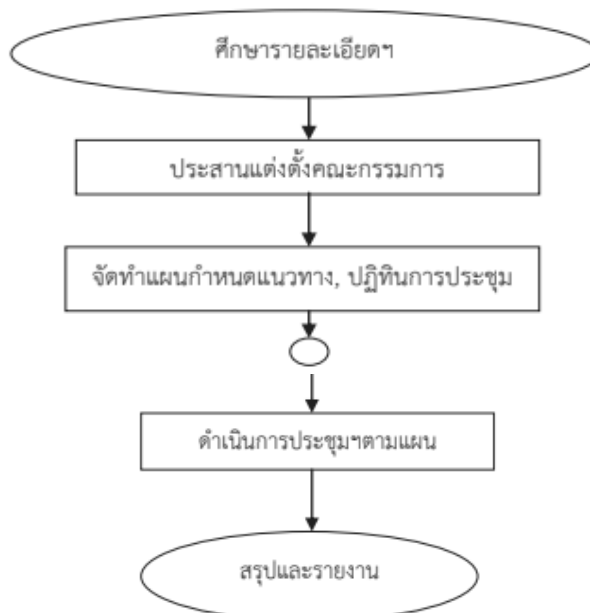 ศึกษารายละเอียดฯ
ประสานแต่งตั้งคณะกรรมการ
จัดทำแผนกำหนดแนวทาง, ปฏิทินการประชุม
ดำเนินการประชุมฯตามแผน
สรุปและรายงาน